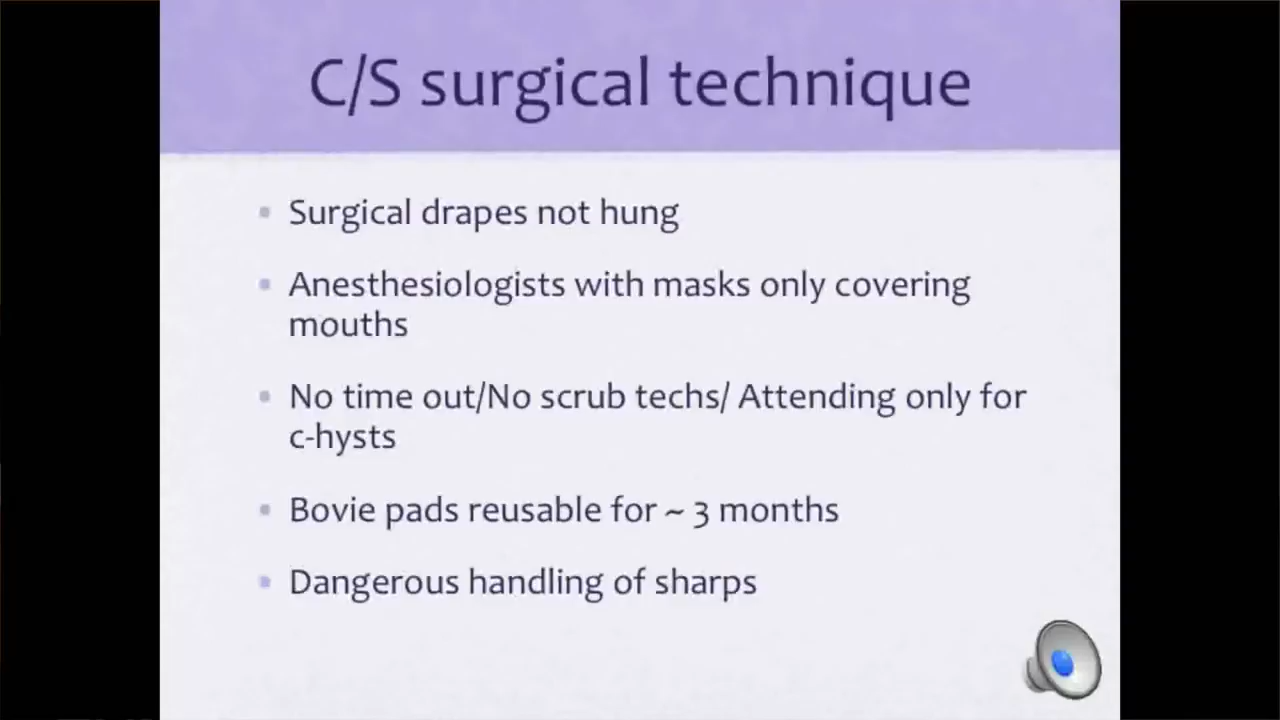 C/S surgical technique
Surgical drapes not hung
Anesthesiologists with masks only covering
mouths
No time out/No scrub techs/ Attending only for
c-hysts
Bovie pads reusable for ~ 3 months
Dangerous handling of sharps